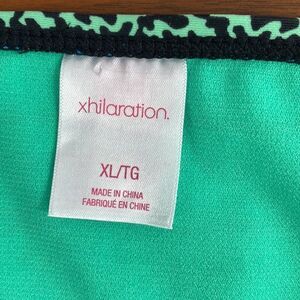 xhilaration.
XL/TG
MADE IN CHINA
FABRIQUÉ EN CHINE